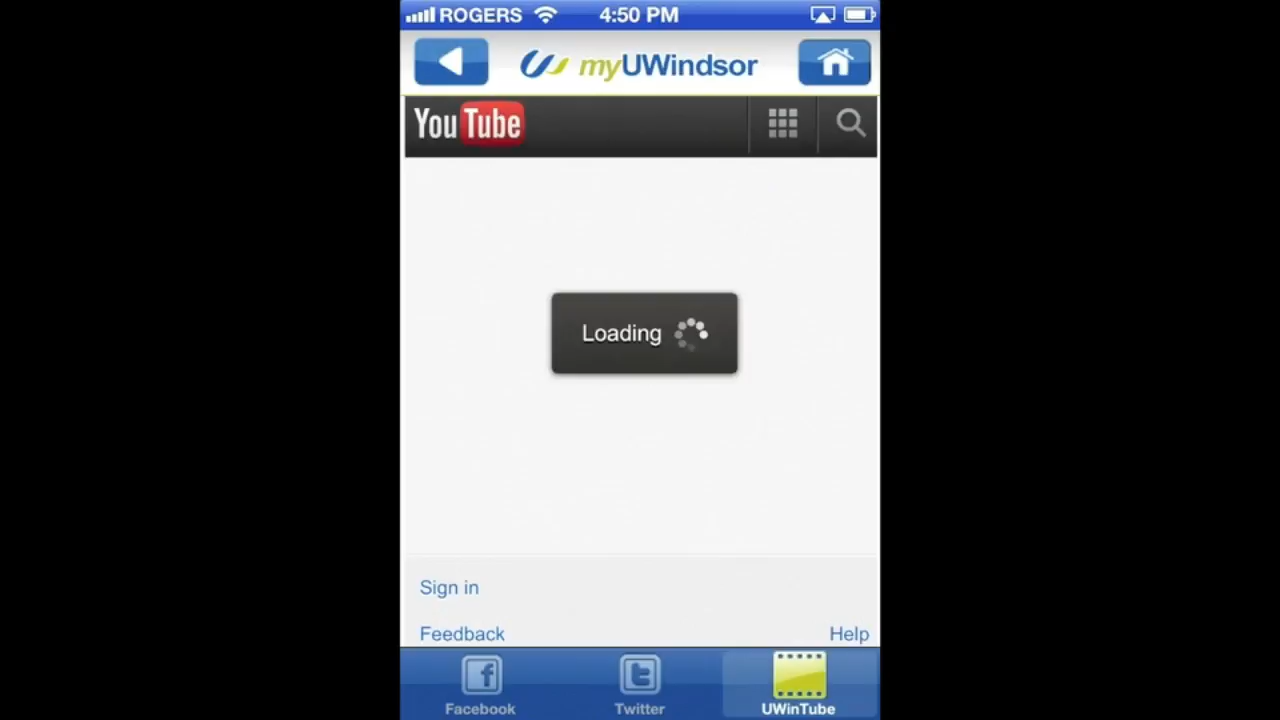 ROGERS 4:50 PM
myUWindsor
YouTube
Loading
Sign in
Feedback Help
Facebook Twitter UWinTube